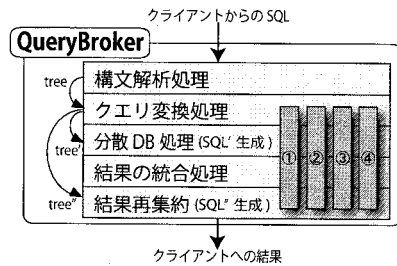 クライアントからの SQL
QueryBroker
tree
構文解析処理
クエリ変換処理
tree'
分散 DB 処理 (SQL' 生成)
結果の統合処理
tree"
結果再集約 (SQL" 生成)
① ② ③ ④
クライアントへの結果